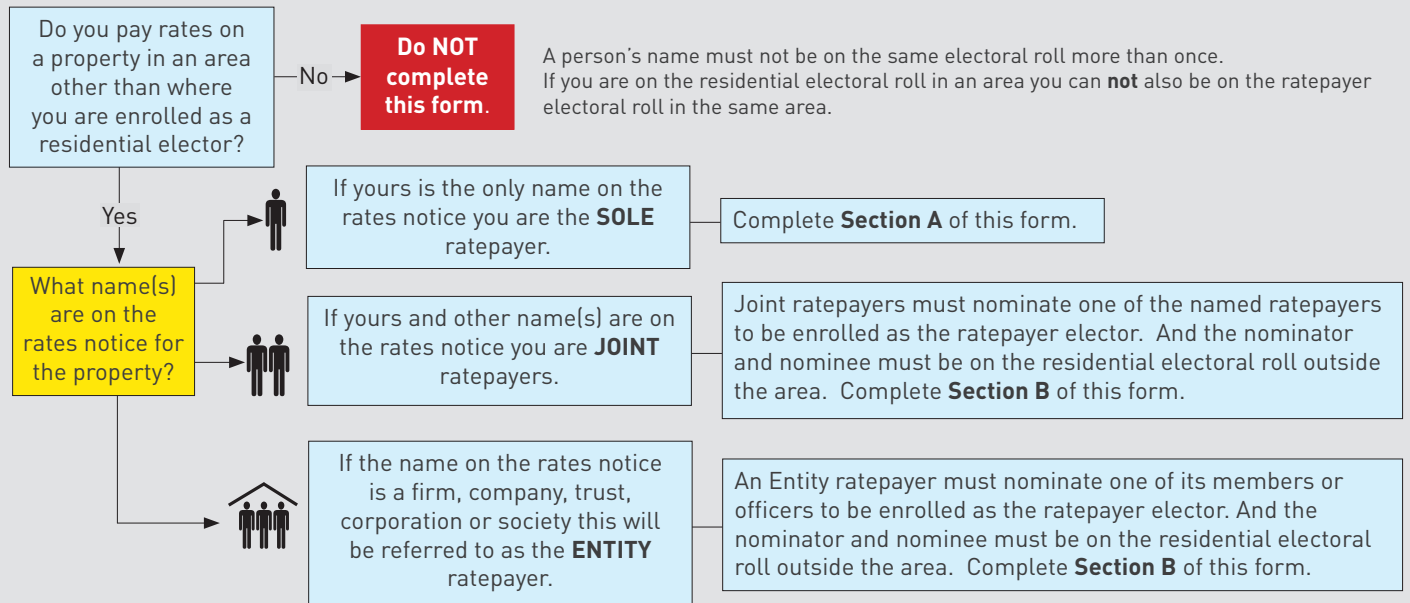 Do you pay rates on
a property in an area
other than where
you are enrolled as a
residential elector?
No
Do NOT
complete
this form.
A person's name must not be on the same electoral roll more than once.
If you are on the residential electoral roll in an area you can not also be on the ratepayer
electoral roll in the same area.
Yes
What name(s)
are on the
rates notice for
the property?
If yours is the only name on the
rates notice you are the SOLE
ratepayer.
Complete Section A of this form.
If yours and other name(s) are on
the rates notice you are JOINT
ratepayers.
Joint ratepayers must nominate one of the named ratepayers
to be enrolled as the ratepayer elector.  And the nominator
and nominee must be on the residential electoral roll outside
the area.  Complete Section B of this form.
If the name on the rates notice
is a firm, company, trust,
corporation or society this will
be referred to as the ENTITY
ratepayer.
An Entity ratepayer must nominate one of its members or
officers to be enrolled as the ratepayer elector. And the
nominator and nominee must be on the residential electoral
roll outside the area.  Complete Section B of this form.